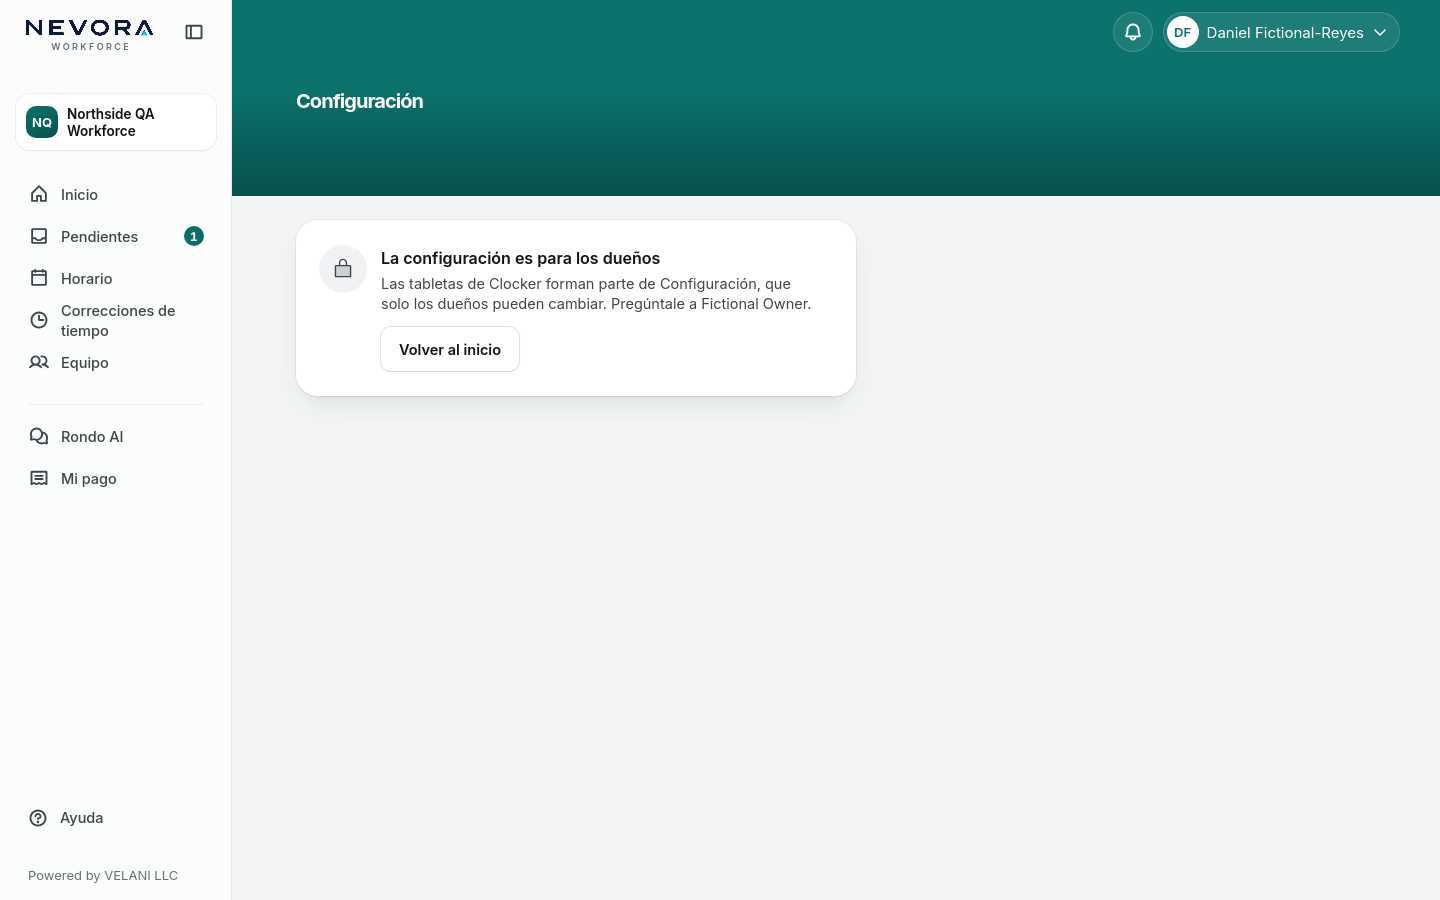 NEVORA
WORKFORCE
DF
Daniel Fictional-Reyes
Configuración
NQ
Northside QA
Workforce
Inicio
Pendientes
1
Horario
Correcciones de
tiempo
Equipo
Rondo AI
Mi pago
La configuración es para los dueños
Las tabletas de Clocker forman parte de Configuración, que
solo los dueños pueden cambiar. Pregúntale a Fictional Owner.
Volver al inicio
Ayuda
Powered by VELANI LLC